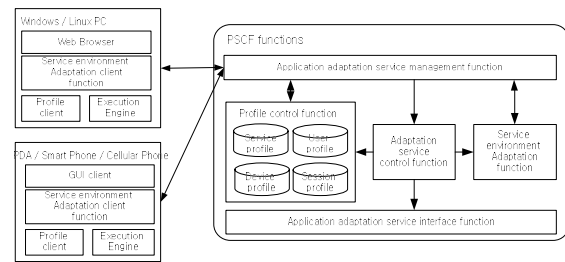 Windows / Linux PC
Web Browser
Service environment
Adaptation client
function
Profile
client
Execution
Engine
PDA / Smart Phone / Cellular Phone
GUI client
Service environment
Adaptation client
function
Profile
client
Execution
Engine
PSCF functions
Application adaptation service management function
Profile control function
Service
profile
User
profile
Device
profile
Session
profile
Adaptation
service
control function
Service
environment
Adaptation
function
Application adaptation service interface function